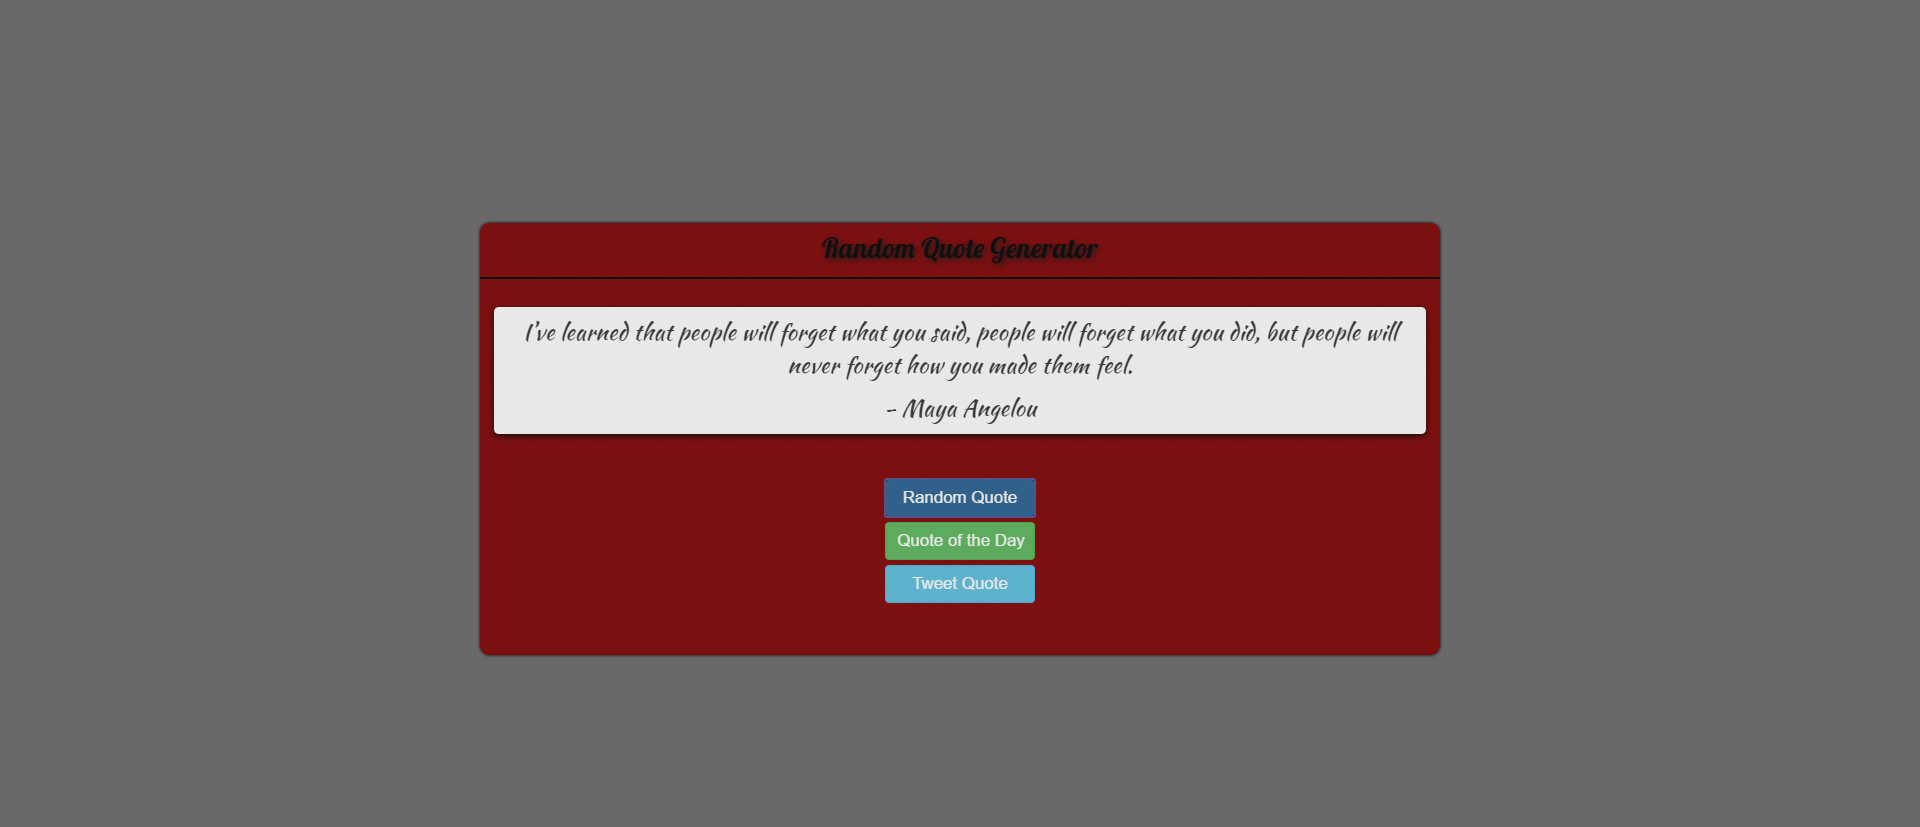 Random Quote Generator
I've learned that people will forget what you said, people will forget what you did, but people will
never forget how you made them feel.
- Maya Angelou
Random Quote
Quote of the Day
Tweet Quote